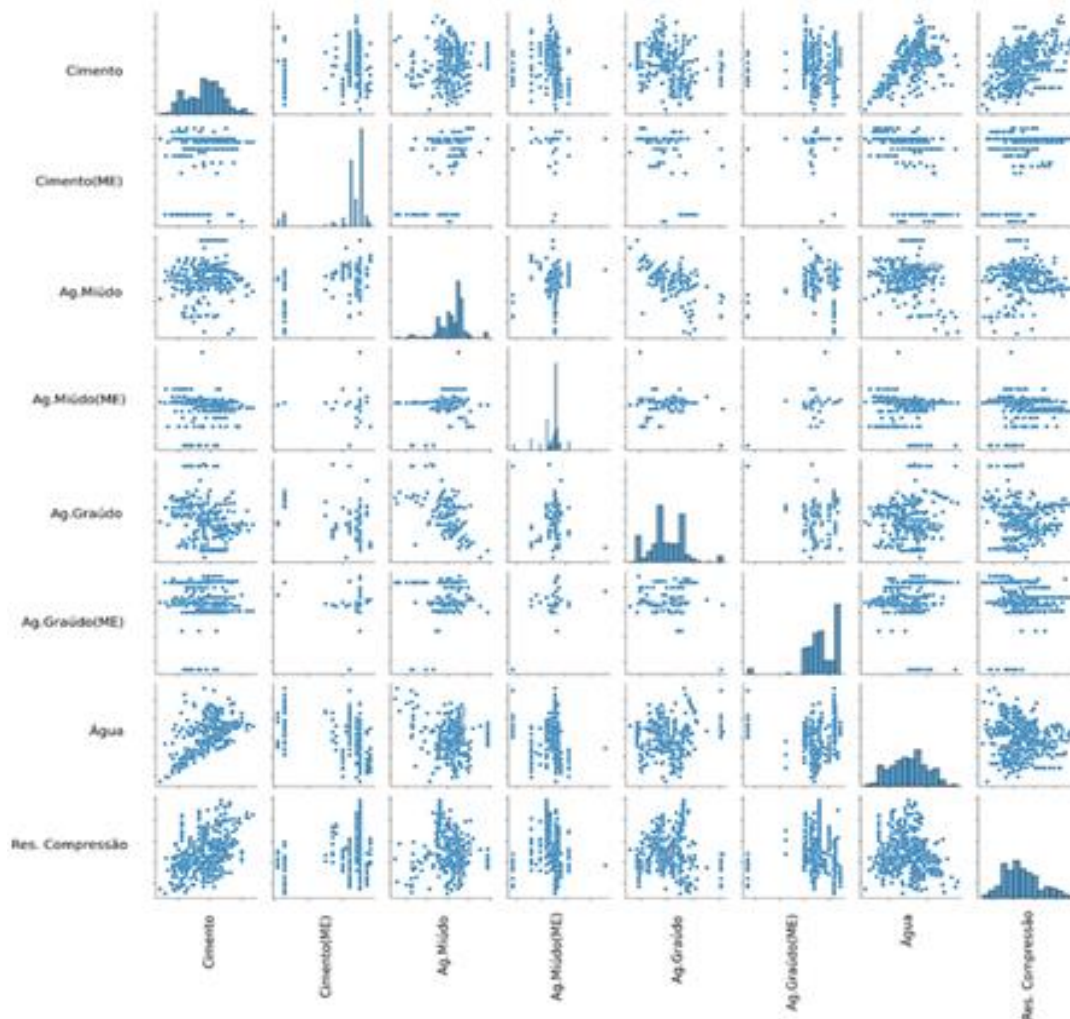 Cimento
Cimento(ME)
Ag.Miúdo
Ag.Miúdo(ME)
Ag.Graúdo
Ag.Graúdo(ME)
Água
Res. Compressão
Cimento
Cimento(ME)
Ag.Miúdo
Ag.Miúdo(ME)
Ag.Graúdo
Ag.Graúdo(ME)
Água
Res. Compressão